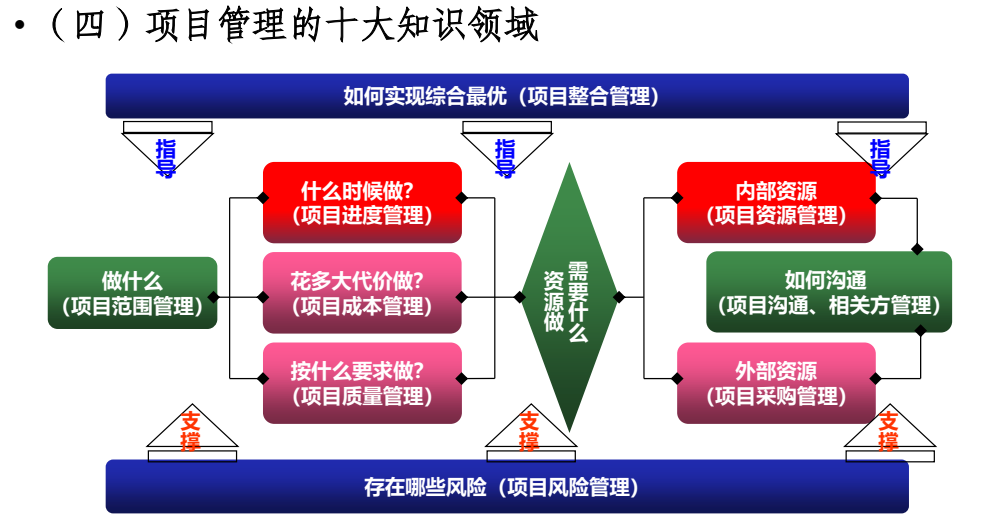 •（四）项目管理的十大知识领域
如何实现综合最优（项目整合管理）
指导
指导
指导
什么时候做？
（项目进度管理）
内部资源
（项目资源管理）
做什么
（项目范围管理）
花多大代价做？
（项目成本管理）
需要什么
资源做
如何沟通
（项目沟通、相关方管理）
按什么要求做？
（项目质量管理）
外部资源
（项目采购管理）
支撑
支撑
支撑
存在哪些风险（项目风险管理）